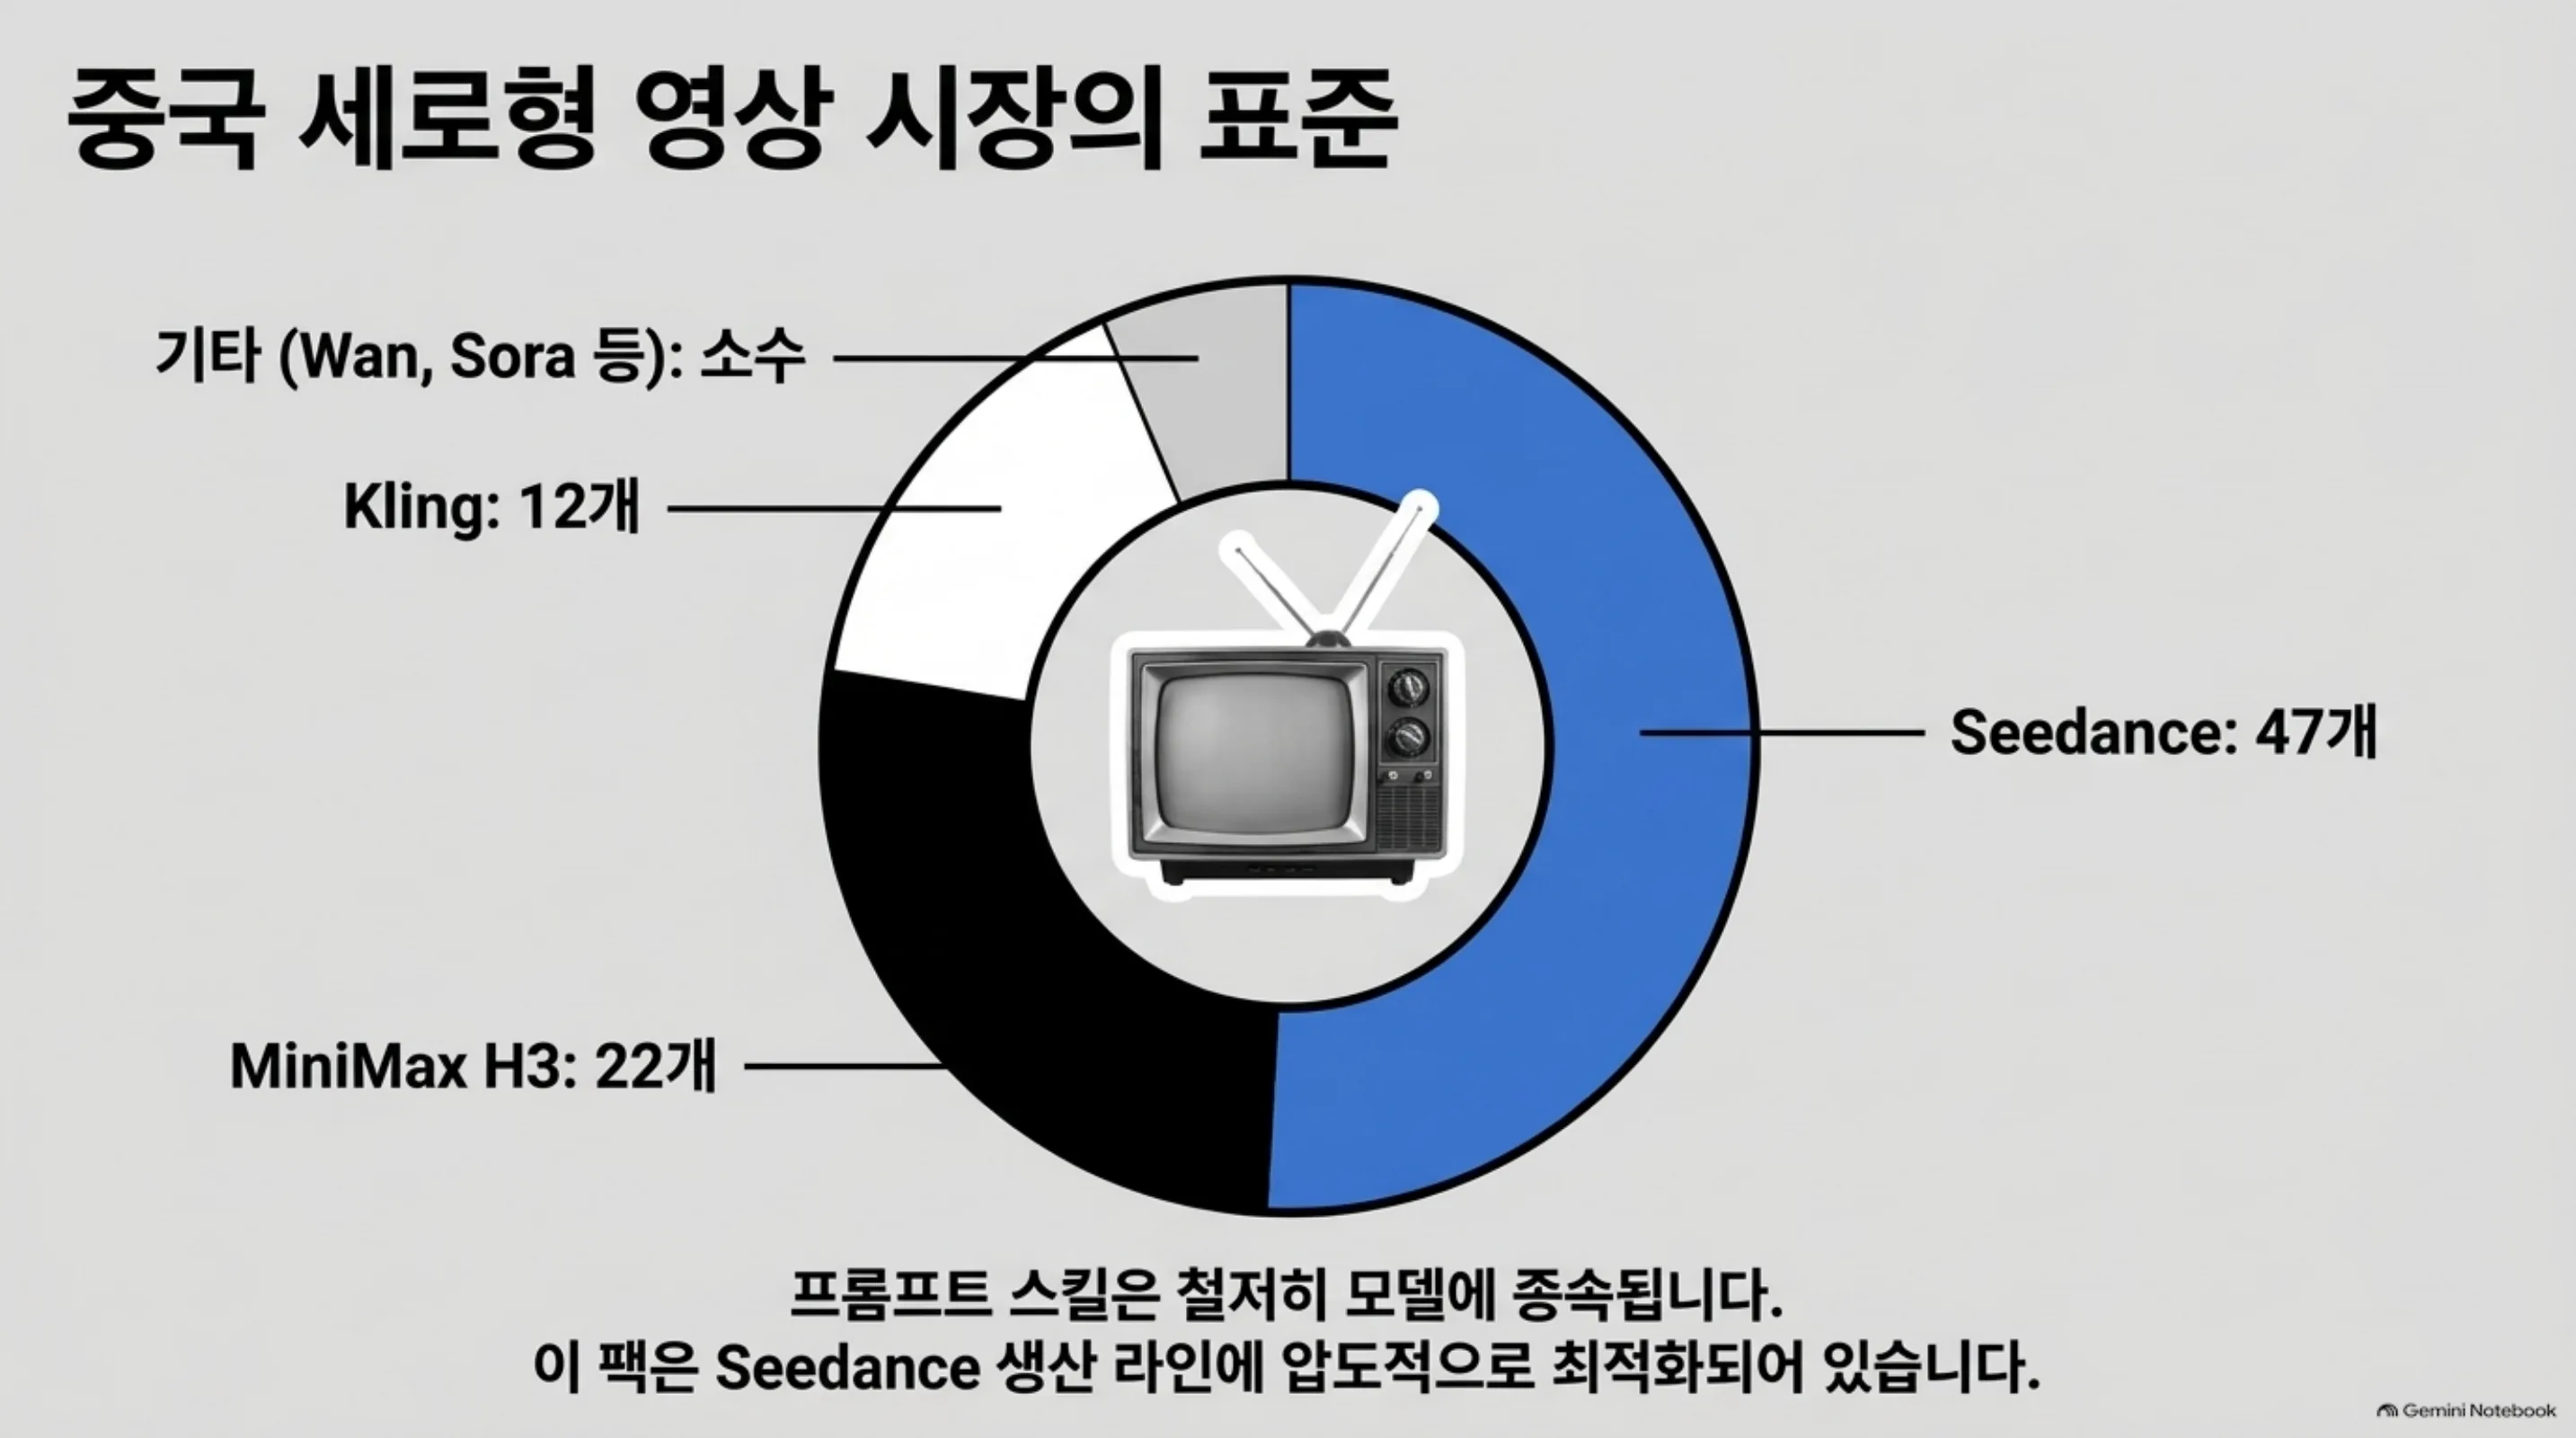 중국 세로형 영상 시장의 표준
기타 (Wan, Sora 등): 소수
Kling: 12개
Seedance: 47개
MiniMax H3: 22개
프롬프트 스킬은 철저히 모델에 종속됩니다.
이 팩은 Seedance 생산 라인에 압도적으로 최적화되어 있습니다.
Gemini Notebook